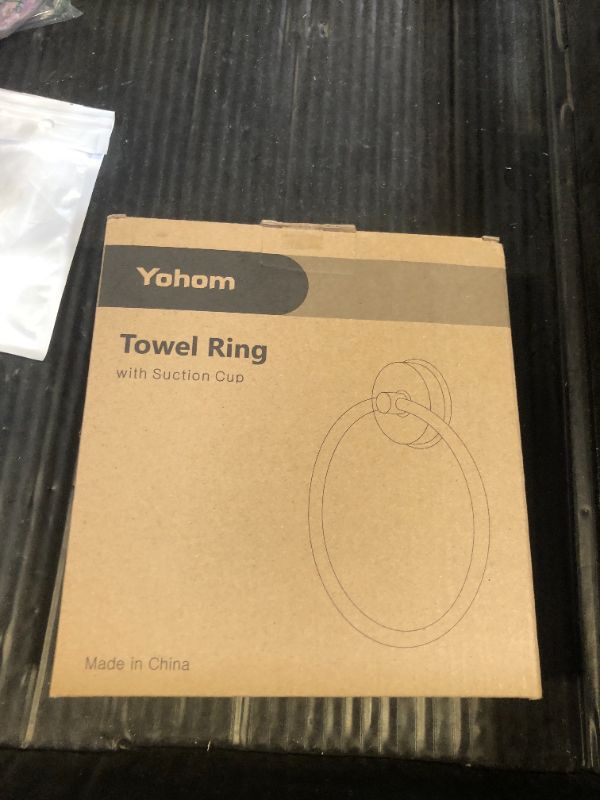 Yohom
Towel Ring
with Suction Cup
Made in China